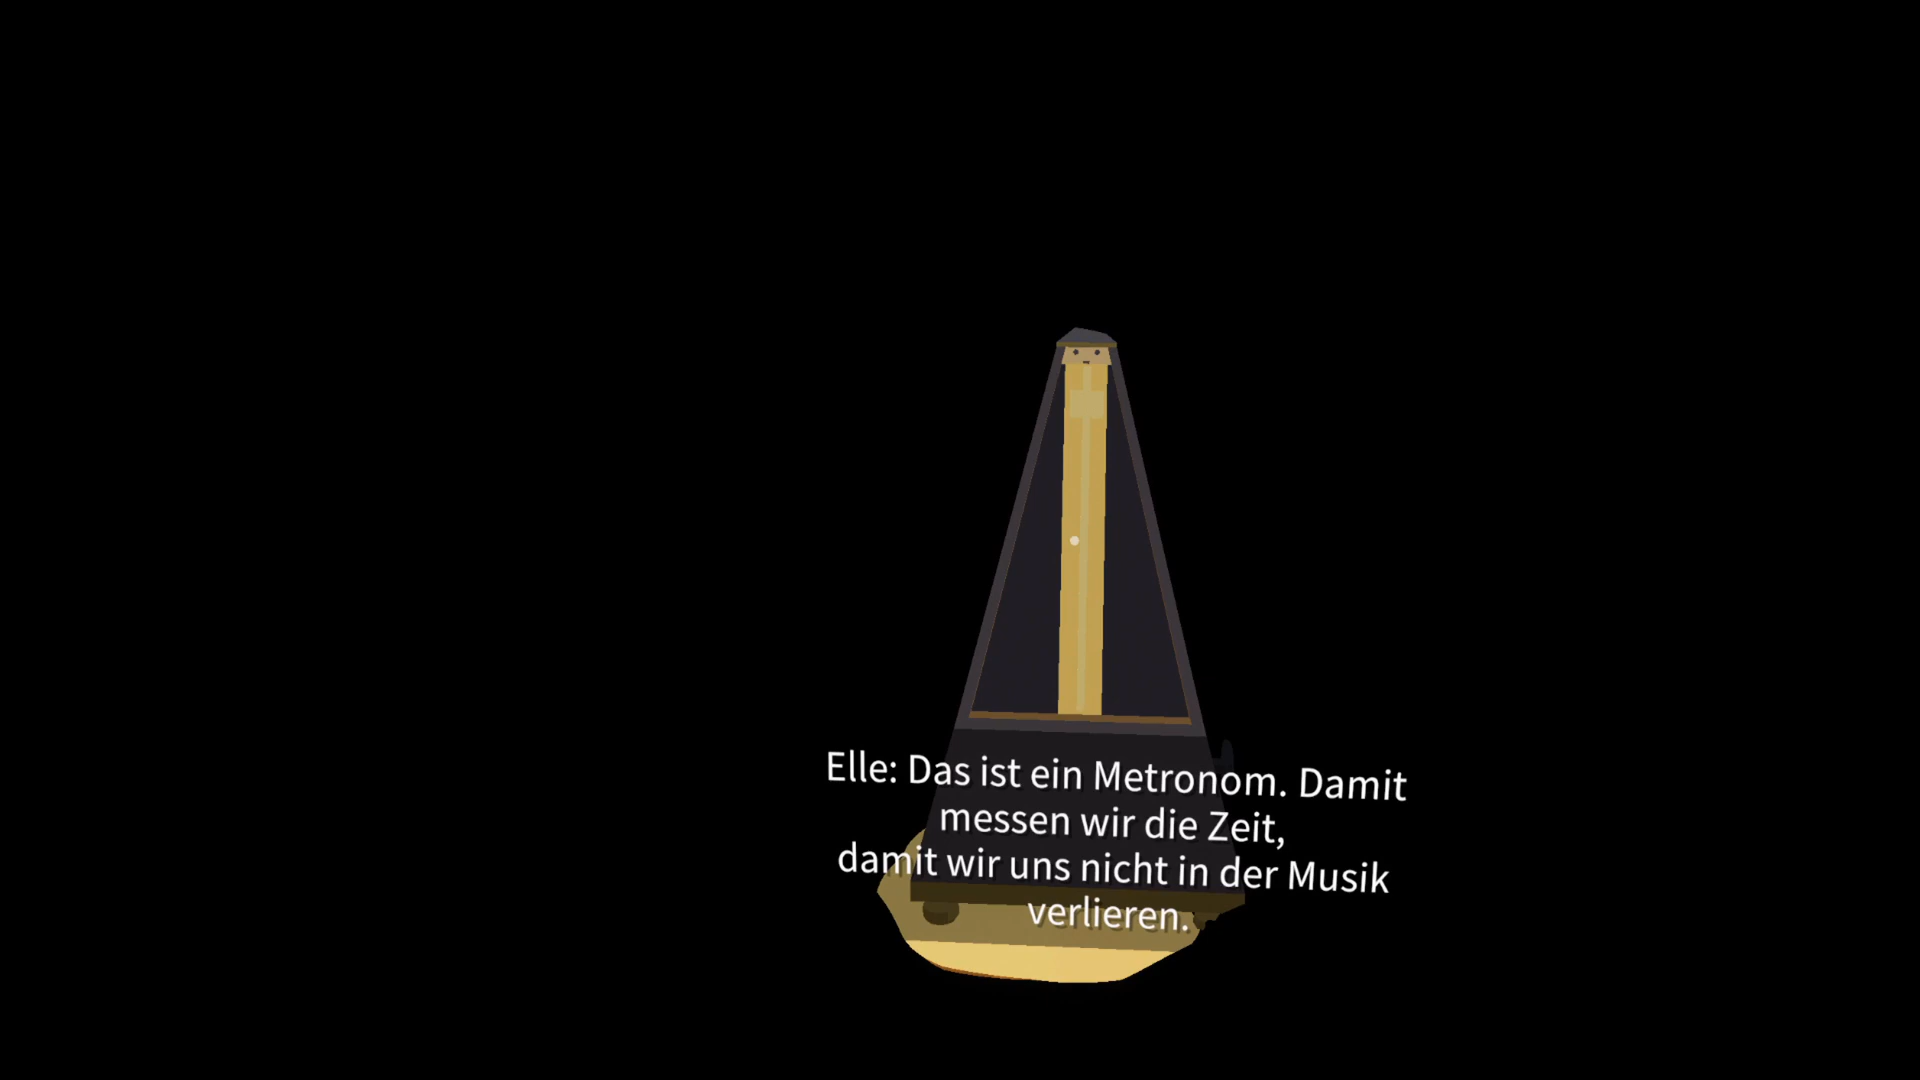 Elle: Das ist ein Metronom. Damit
messen wir die Zeit,
damit wir uns nicht in der Musik
verlieren.